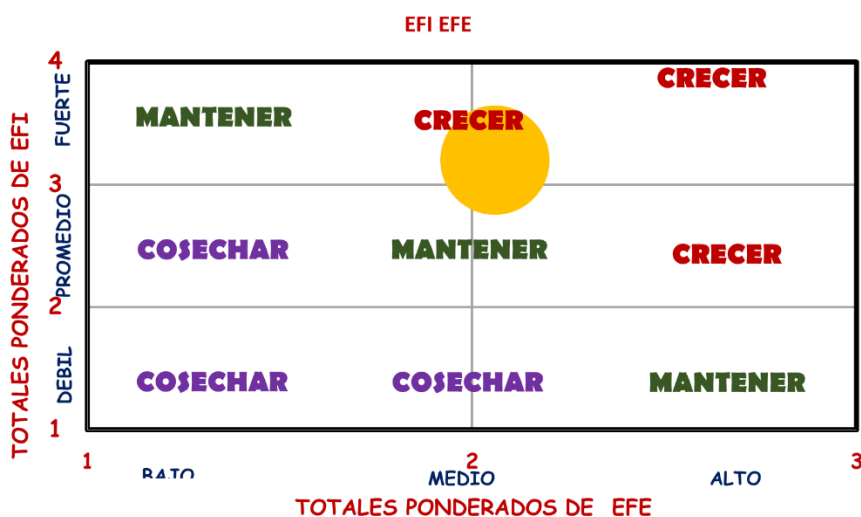 EFI EFE
4
CRECER
MANTENER
CRECER
FUERTE
3
COSECHAR
MANTENER
CRECER
PROMEDIO
2
COSECHAR
COSECHAR
MANTENER
DEBIL
1
TOTALES PONDERADOS DE EFI
1
2
3
BAJO
MEDIO
ALTO
TOTALES PONDERADOS DE EFE